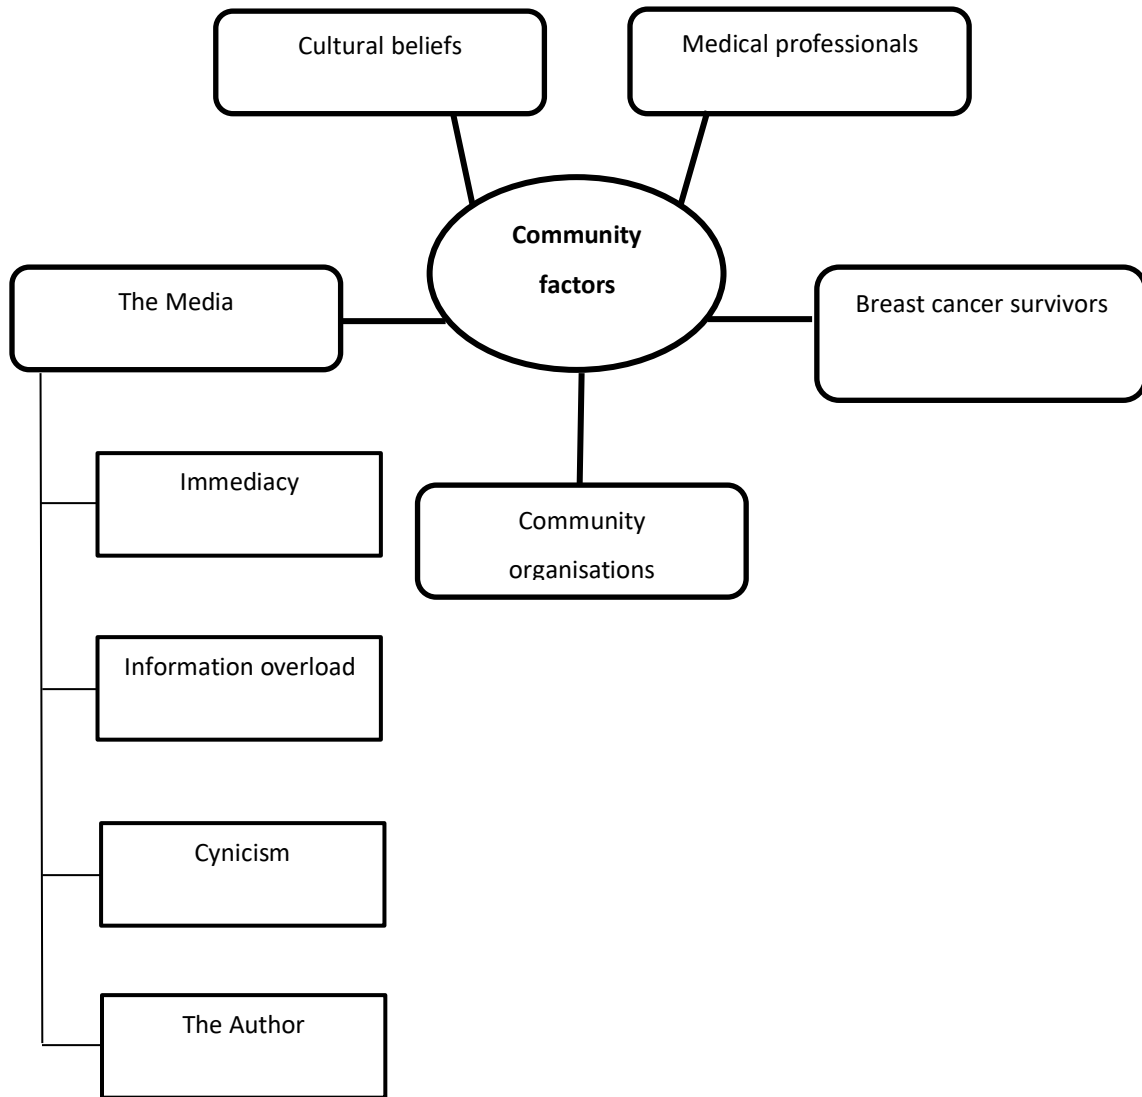 Cultural beliefs
Medical professionals
Community
factors
The Media
Breast cancer survivors
Immediacy
Community
organisations
Information overload
Cynicism
The Author